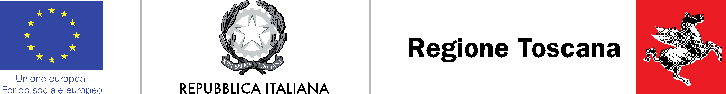 Unione europea
Fondo sociale europeo
REPUBBLICA ITALIANA
Regione Toscana